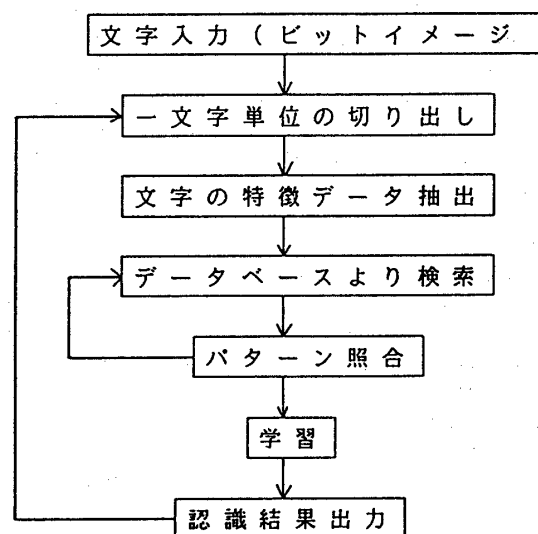 文字入力(ビットイメージ
一文字単位の切り出し
文字の特徴データ抽出
データベースより検索
パターン照合
学習
認識結果出力